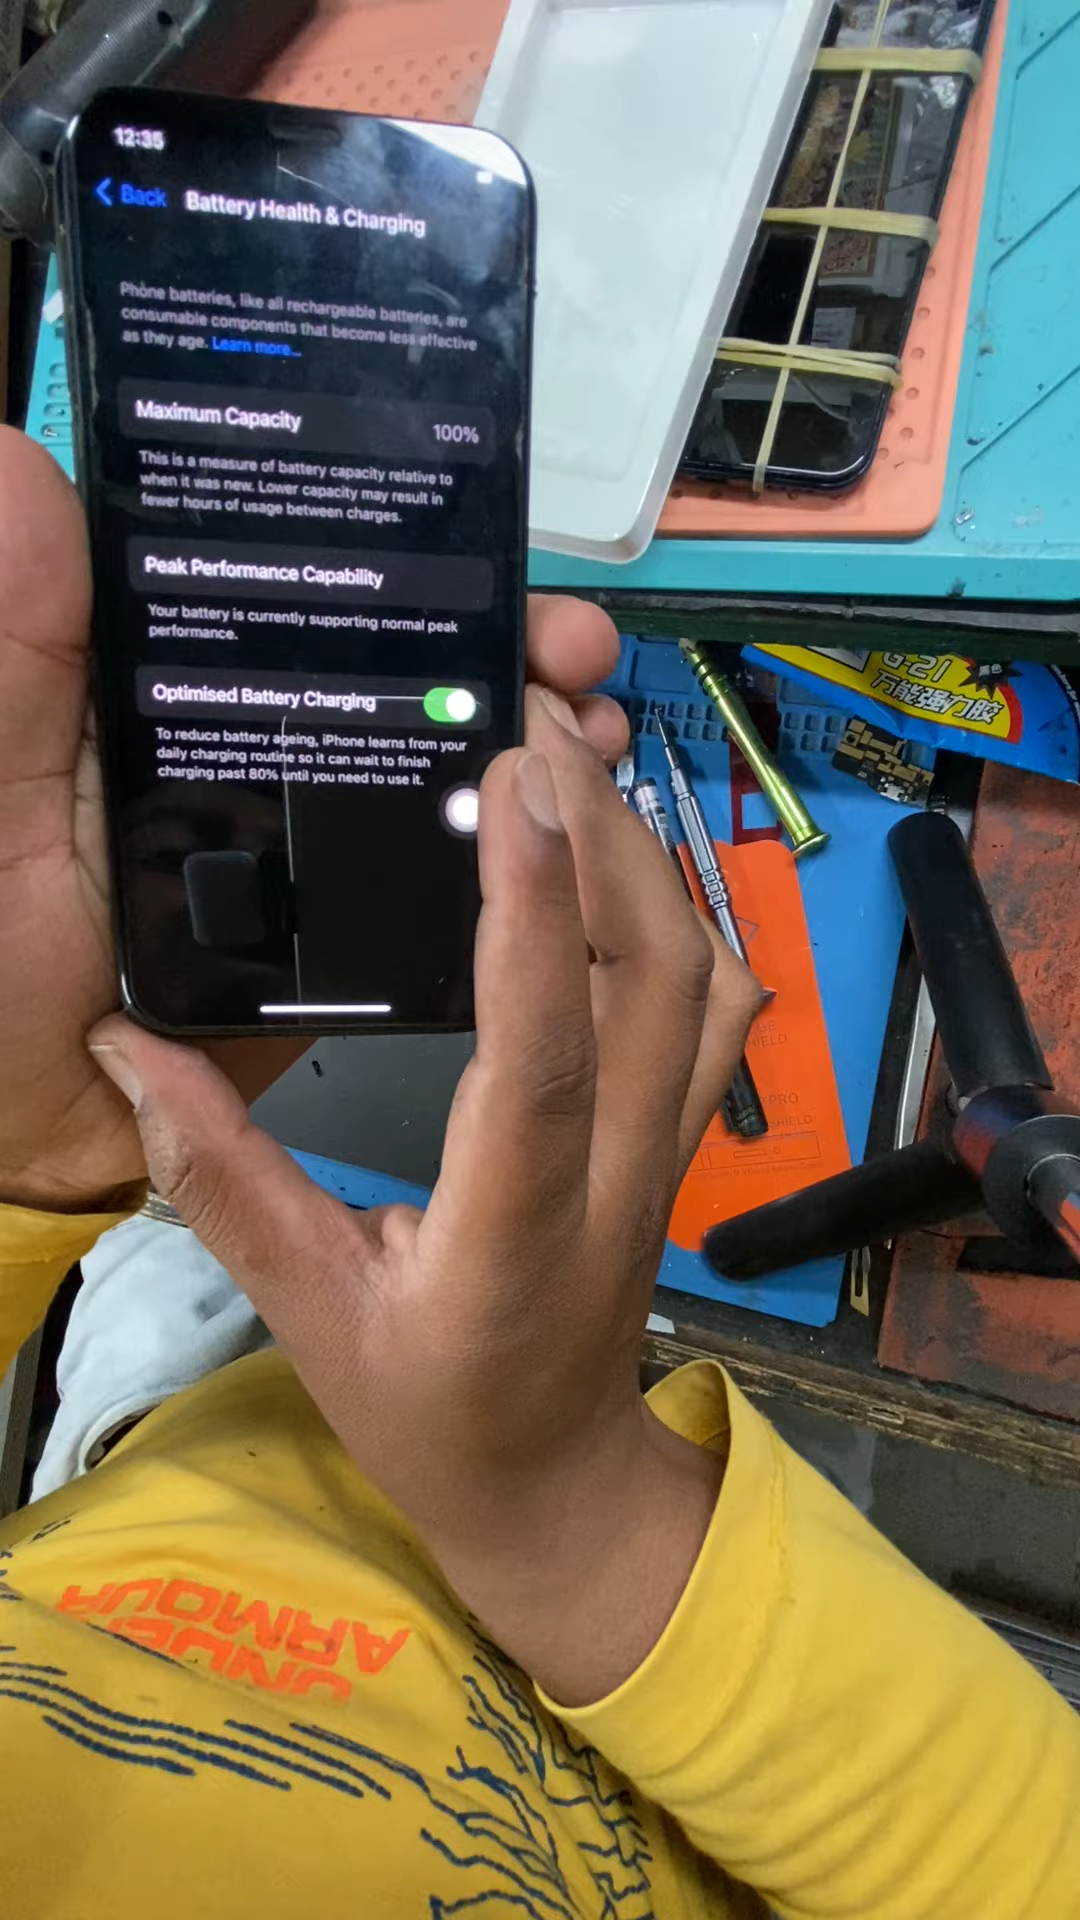 12:35
Back
Battery Health & Charging
Phone batteries, like all rechargeable batteries, are
consumable components that become less effective
as they age. Learn more...
Maximum Capacity
100%
This is a measure of battery capacity relative to
when it was new. Lower capacity may result in
fewer hours of usage between charges.
Peak Performance Capability
Your battery is currently supporting normal peak
performance.
Optimised Battery Charging
To reduce battery ageing, iPhone learns from your
daily charging routine so it can wait to finish
charging past 80% until you need to use it.
G-21
万能强力胶
HIELD
PRO
SHIELD
UNDER
ARMOUR